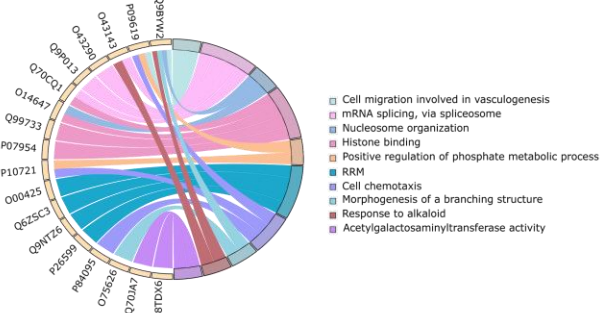 Q9BYW2
P09619
O43143
O43290
Q9P013
Q70CQ1
O14647
Q99733
P07954
P10721
O00425
Q6ZSC3
Q9NTZ6
P26599
P84095
O75626
Q70JA7
8TDX6
Cell migration involved in vasculogenesis
mRNA splicing, via spliceosome
Nucleosome organization
Histone binding
Positive regulation of phosphate metabolic process
RRM
Cell chemotaxis
Morphogenesis of a branching structure
Response to alkaloid
Acetylgalactosaminyltransferase activity